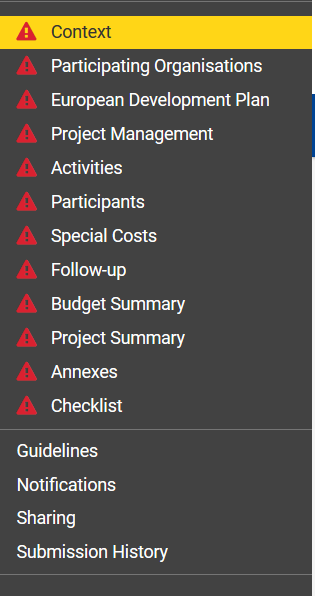 Context
Participating Organisations
European Development Plan
Project Management
Activities
Participants
Special Costs
Follow-up
Budget Summary
Project Summary
Annexes
Checklist
Guidelines
Notifications
Sharing
Submission History